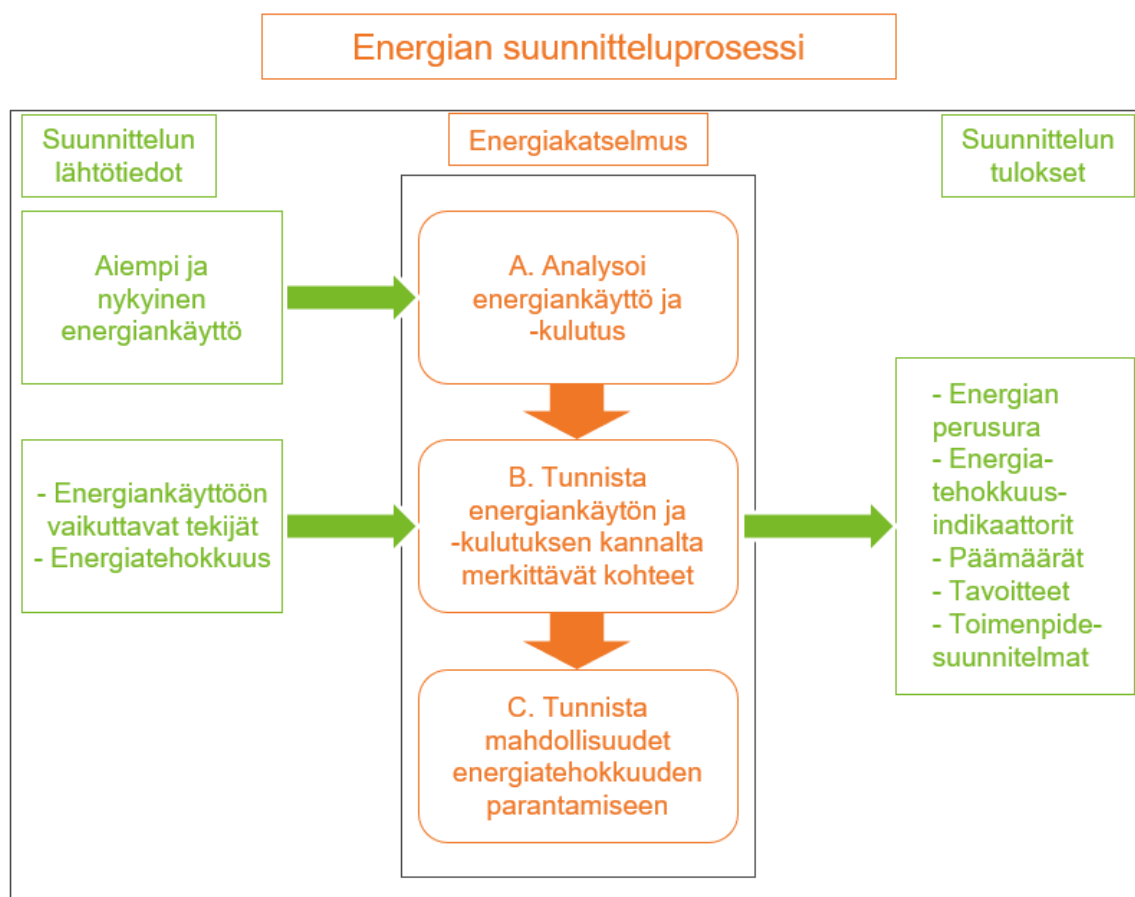 Energian suunnitteluprosessi
Suunnittelun
lähtötiedot
Energiakatselmus
Suunnittelun
tulokset
Aiempi ja
nykyinen
energiankäyttö
A. Analysoi
energiankäyttö ja
-kulutus
- Energiankäyttöön
vaikuttavat tekijät
- Energiatehokkuus
B. Tunnista
energiankäytön ja
-kulutuksen kannalta
merkittävät kohteet
C. Tunnista
mahdollisuudet
energiatehokkuuden
parantamiseen
- Energian
perusura
- Energia-
tehokkuus-
indikaattorit
- Päämäärät
- Tavoitteet
- Toimenpide-
suunnitelmat